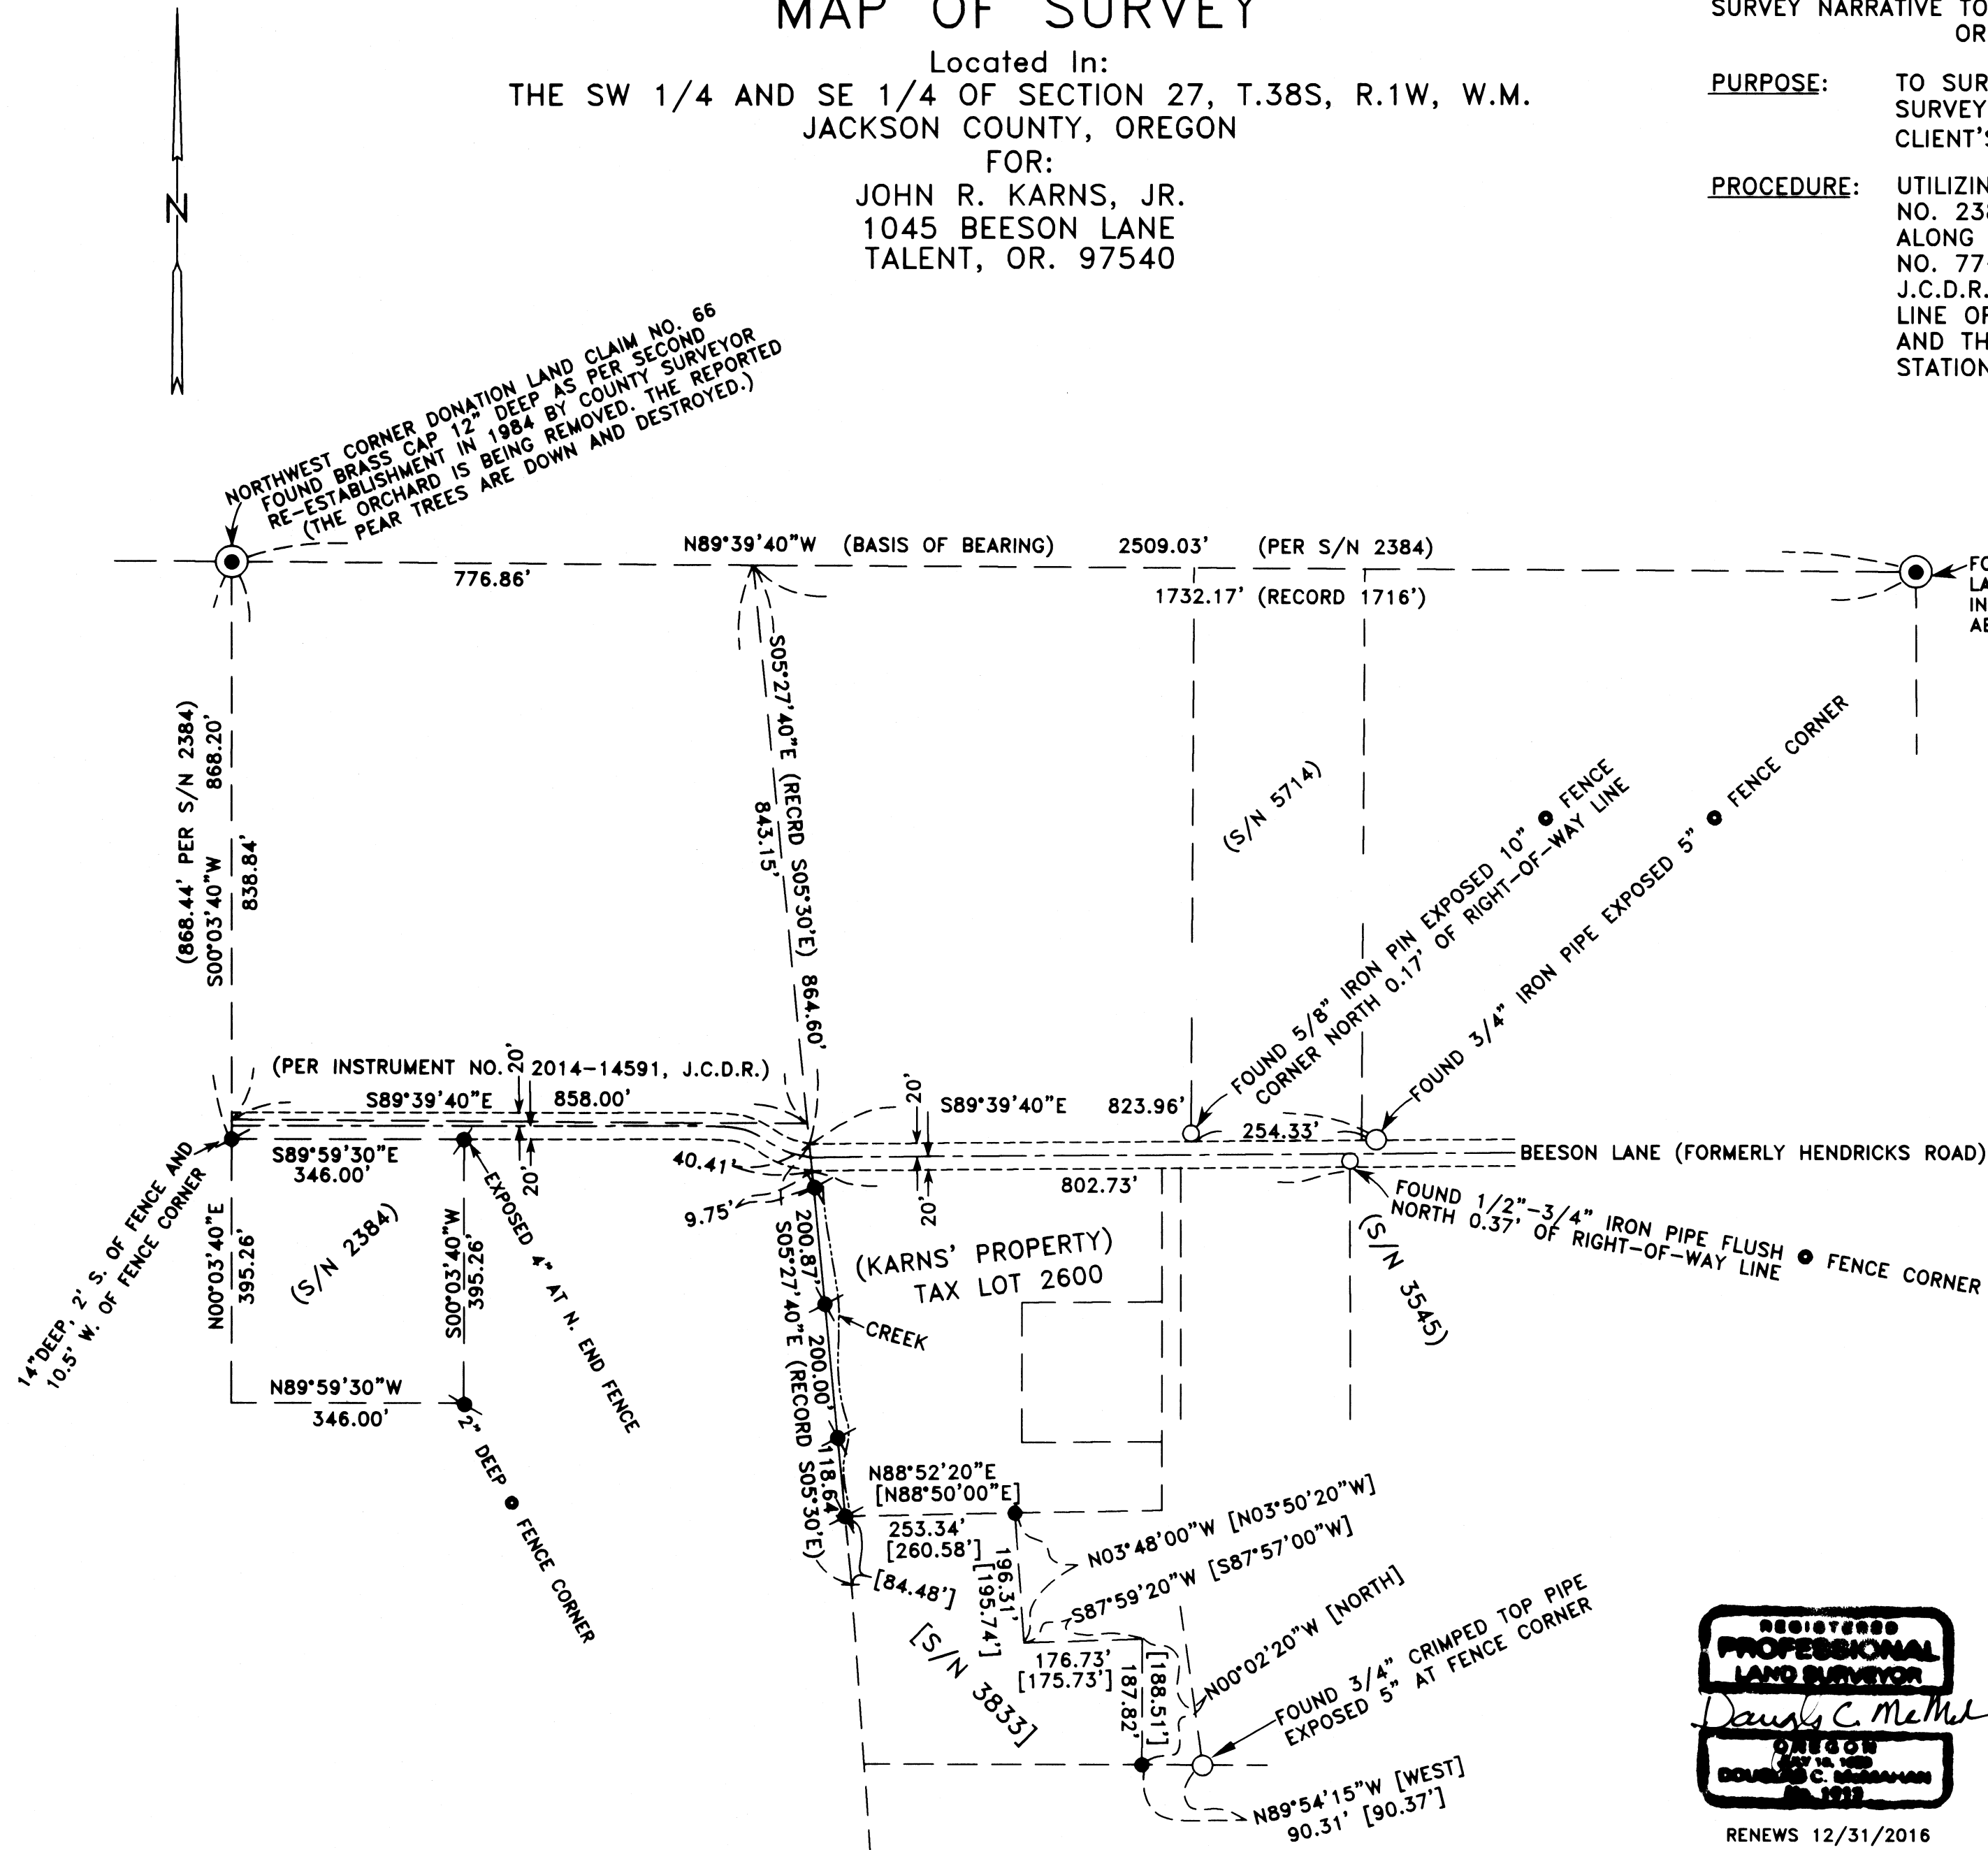 MAP OF SURVEY
Located In:
THE SW 1/4 AND SE 1/4 OF SECTION 27, T.38S, R.1W, W.M.
JACKSON COUNTY, OREGON
FOR:
JOHN R. KARNS, JR.
1045 BEESON LANE
TALENT, OR. 97540
SURVEY NARRATIVE TO
OR
PURPOSE: TO SUR
SURVEY
CLIENT'S
PROCEDURE: UTILIZIN
NO. 238
ALONG
NO. 77-
J.C.D.R.
LINE OF
AND TH
STATION
N
NORTHWEST CORNER DONATION LAND CLAIM NO. 66
FOUND BRASS CAP 12" DEEP AS PER SECOND
RE-ESTABLISHMENT IN 1984 BY COUNTY SURVEYOR
(THE ORCHARD IS BEING REMOVED. THE REPORTED
PEAR TREES ARE DOWN AND DESTROYED.)
N89°39'40"W (BASIS OF BEARING) 2509.03' (PER S/N 2384)
776.86'
1732.17' (RECORD 1716')
FO
LA
IN
AB
(868.44' PER S/N 2384)
S00°03'40"W 868.20'
838.84'
S05°27'40"E (RECRD S05°30'E) 864.60'
843.15'
(S/N 5714)
FOUND 5/8" IRON PIN EXPOSED 10" @ FENCE
CORNER NORTH 0.17' OF RIGHT-OF-WAY LINE
FOUND 3/4" IRON PIPE EXPOSED 5" @ FENCE CORNER
(PER INSTRUMENT NO. 2014-14591, J.C.D.R.)
S89°39'40"E 858.00'
20'
20'
S89°59'30"E
346.00'
40.41'
9.75'
20'
20'
S89°39'40"E 823.96'
254.33'
802.73'
BEESON LANE (FORMERLY HENDRICKS ROAD)
FOUND 1/2"-3/4" IRON PIPE FLUSH @ FENCE CORNER
NORTH 0.37' OF RIGHT-OF-WAY LINE
(S/N 3545)
14"DEEP, 2' S. OF FENCE AND
10.5' W. OF FENCE CORNER
N00°03'40"E
395.26'
(S/N 2384)
S00°03'40"W
395.26'
EXPOSED 4" AT N. END FENCE
N89°59'30"W
346.00'
2" DEEP @ FENCE CORNER
200.87'
200.00'
118.64'
S05°27'40"E (RECORD S05°30'E)
(KARNS' PROPERTY)
TAX LOT 2600
CREEK
N88°52'20"E
[N88°50'00"E]
253.34'
[260.58']
[84.48']
196.31'
[195.74']
N03°48'00"W [N03°50'20"W]
S87°59'20"W [S87°57'00"W]
[S/N 3833]
176.73'
[175.73']
187.82'
[188.51']
N00°02'20"W [NORTH]
FOUND 3/4" CRIMPED TOP PIPE
EXPOSED 5" AT FENCE CORNER
N89°54'15"W [WEST]
90.31' [90.37']
REGISTERED
PROFESSIONAL
LAND SURVEYOR
OREGON
DOUGLAS C. McMAHAN
RENEWS 12/31/2016